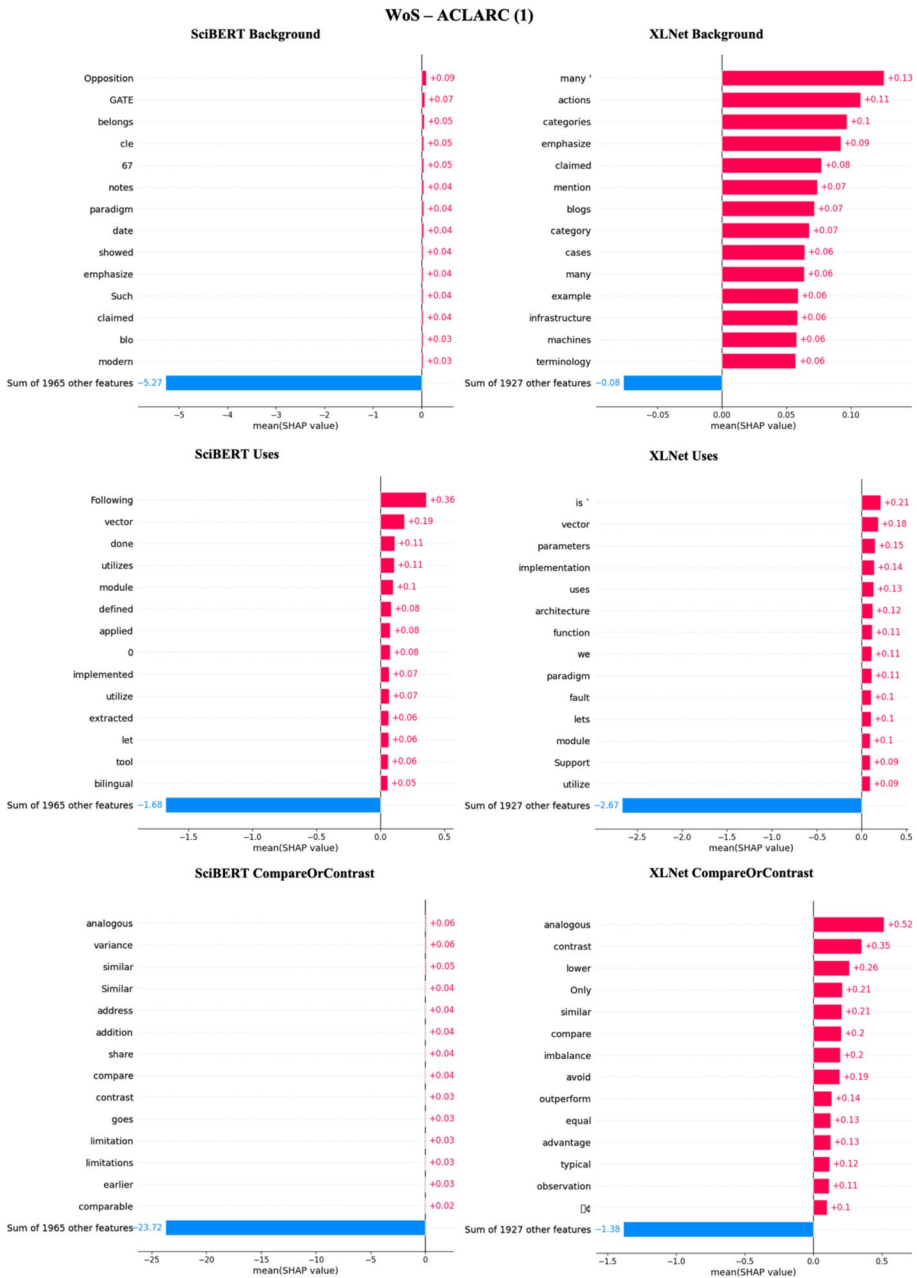 WoS – ACLARC (1)
SciBERT Background
Opposition +0.09
GATE +0.07
belongs +0.05
cle +0.05
67 +0.05
notes +0.04
paradigm +0.04
date +0.04
showed +0.04
emphasize +0.04
Such +0.04
claimed +0.04
blo +0.03
modern +0.03
Sum of 1965 other features −5.27
−5 −4 −3 −2 −1 0
mean(SHAP value)
XLNet Background
many ' +0.13
actions +0.11
categories +0.1
emphasize +0.09
claimed +0.08
mention +0.07
blogs +0.07
category +0.07
cases +0.06
many +0.06
example +0.06
infrastructure +0.06
machines +0.06
terminology +0.06
Sum of 1927 other features −0.08
−0.05 0.00 0.05 0.10
mean(SHAP value)
SciBERT Uses
Following +0.36
vector +0.19
done +0.11
utilizes +0.11
module +0.1
defined +0.08
applied +0.08
0 +0.08
implemented +0.07
utilize +0.07
extracted +0.06
let +0.06
tool +0.06
bilingual +0.05
Sum of 1965 other features −1.68
−1.5 −1.0 −0.5 0.0 0.5
mean(SHAP value)
XLNet Uses
is ` +0.21
vector +0.18
parameters +0.15
implementation +0.14
uses +0.13
architecture +0.12
function +0.11
we +0.11
paradigm +0.11
fault +0.1
lets +0.1
module +0.1
Support +0.09
utilize +0.09
Sum of 1927 other features −2.67
−2.5 −2.0 −1.5 −1.0 −0.5 0.0 0.5
mean(SHAP value)
SciBERT CompareOrContrast
analogous +0.06
variance +0.06
similar +0.05
Similar +0.04
address +0.04
addition +0.04
share +0.04
compare +0.04
contrast +0.03
goes +0.03
limitation +0.03
limitations +0.03
earlier +0.03
comparable +0.02
Sum of 1965 other features −23.72
−25 −20 −15 −10 −5 0
mean(SHAP value)
XLNet CompareOrContrast
analogous +0.52
contrast +0.35
lower +0.26
Only +0.21
similar +0.21
compare +0.2
imbalance +0.2
avoid +0.19
outperform +0.14
equal +0.13
advantage +0.13
typical +0.12
observation +0.11
¢ +0.1
Sum of 1927 other features −1.38
−1.5 −1.0 −0.5 0.0 0.5
mean(SHAP value)